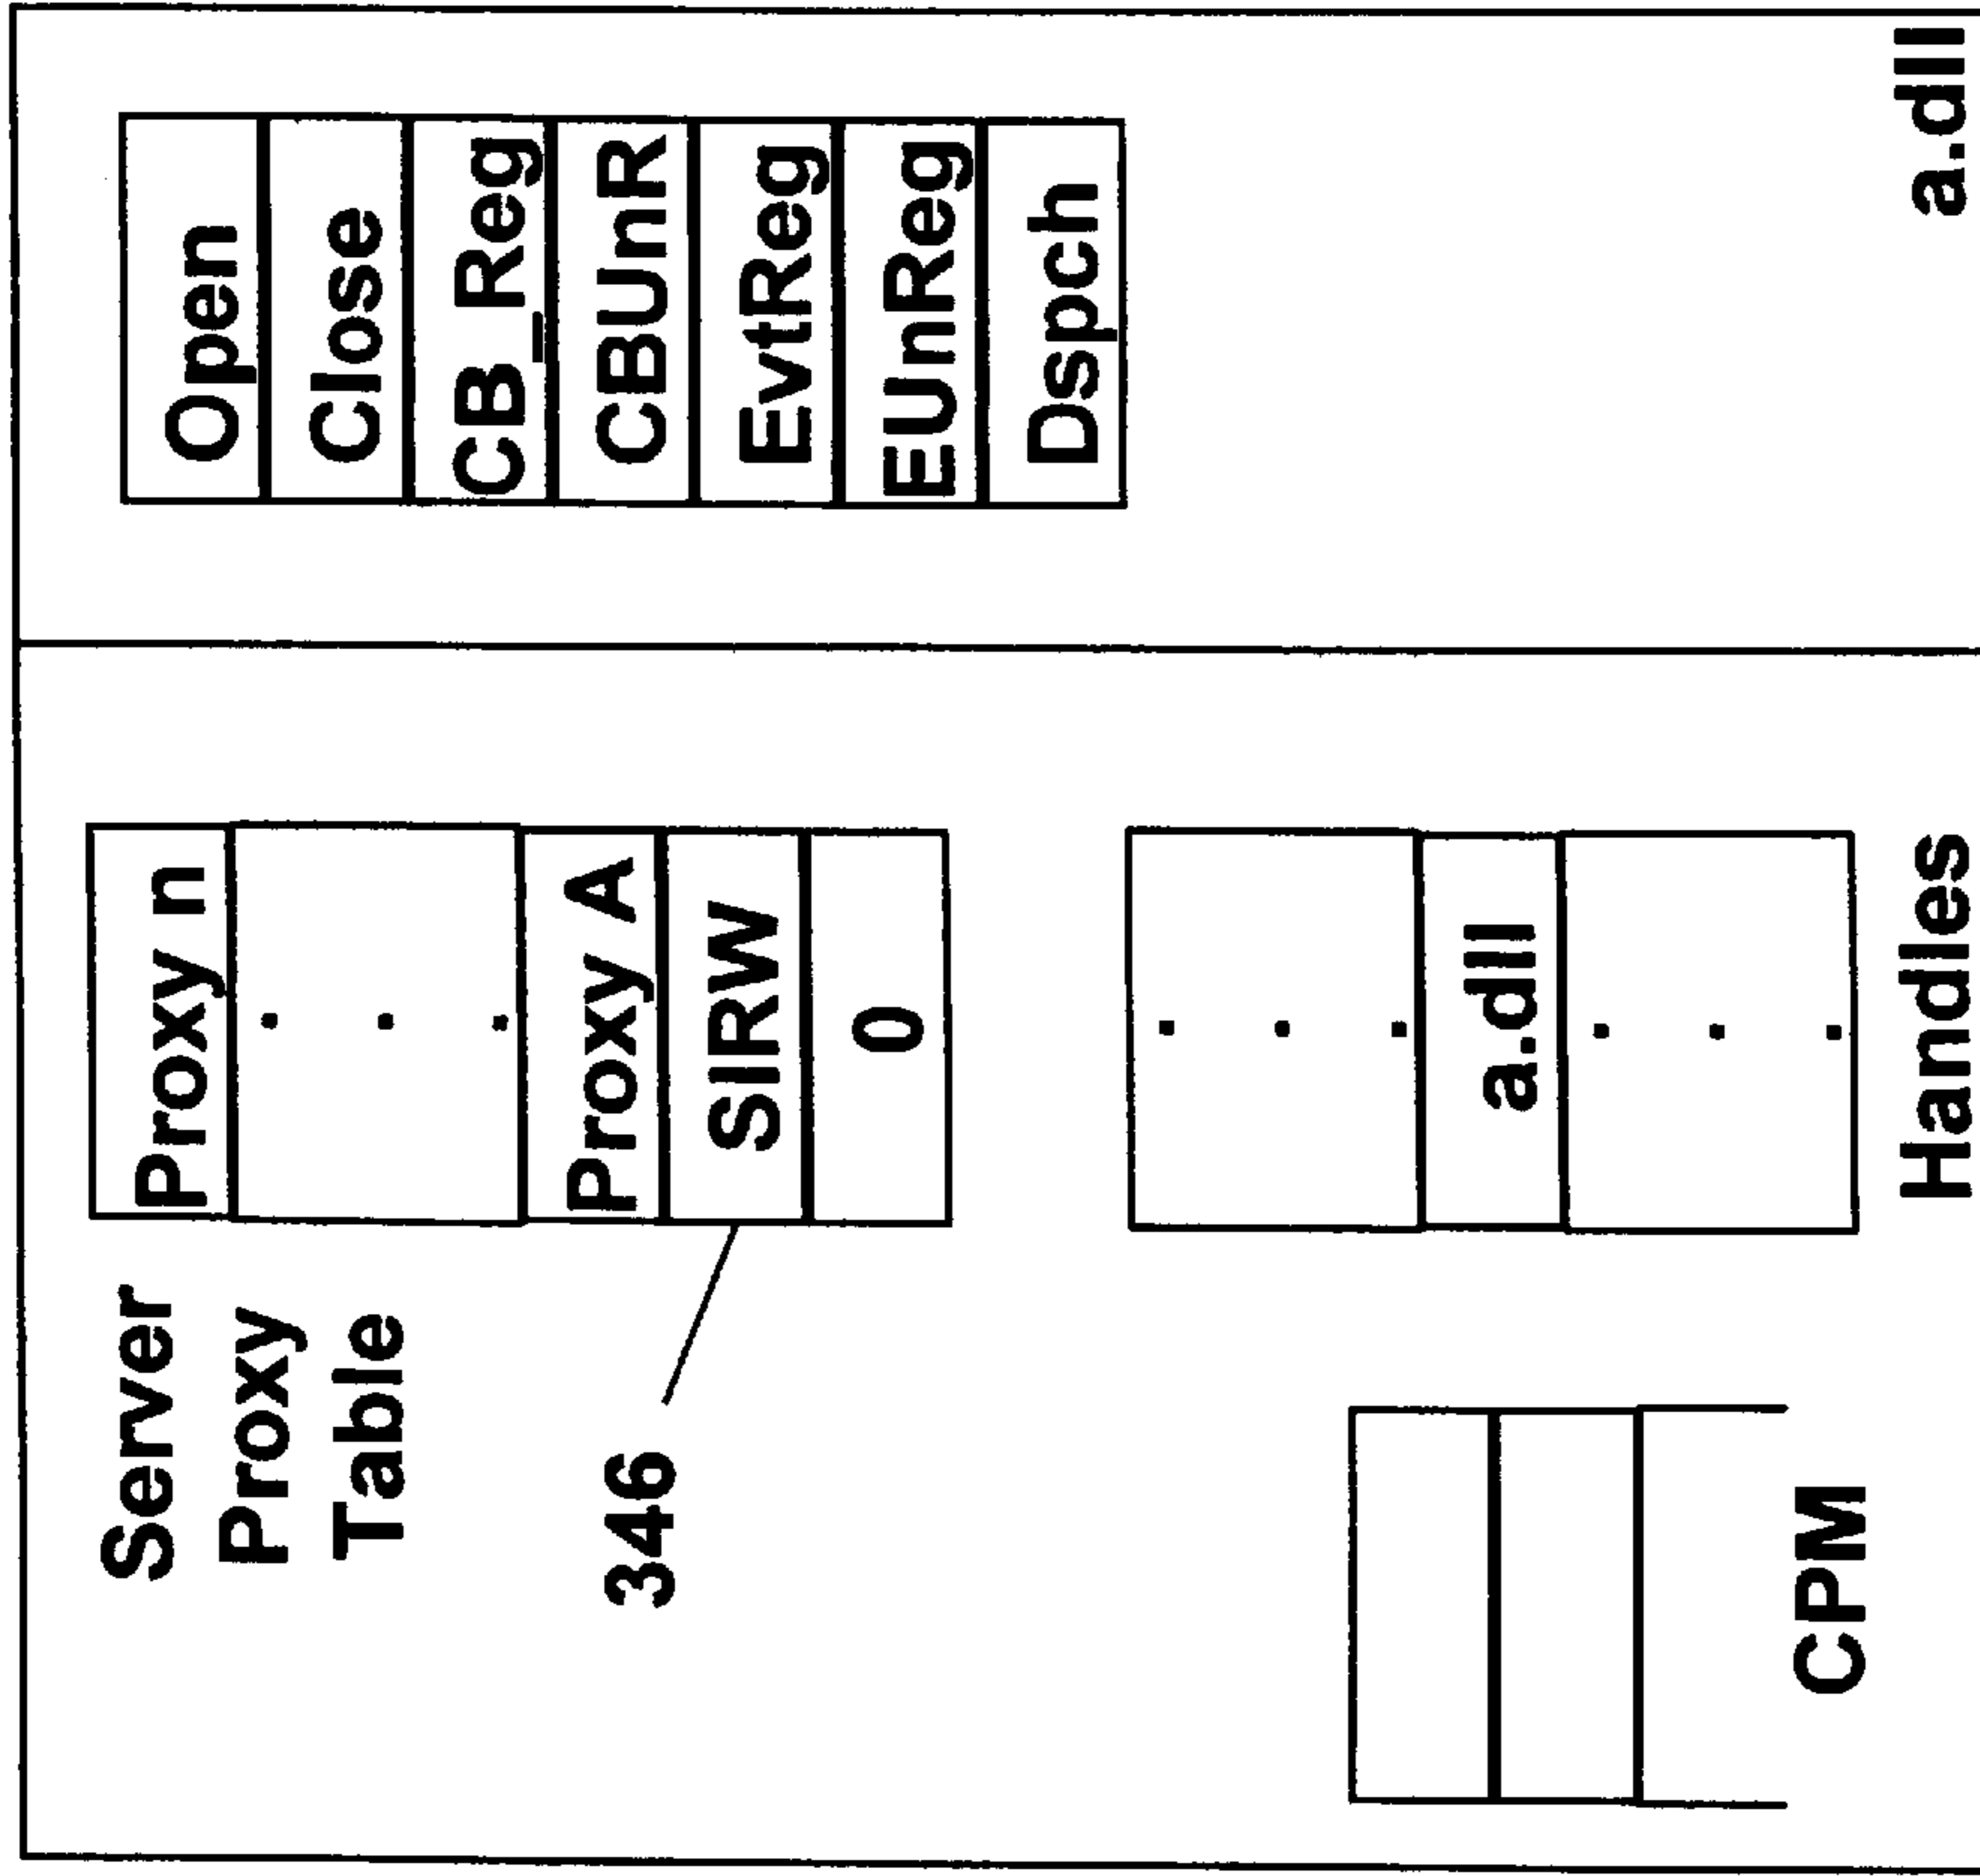 Server
Proxy
Table
346
Proxy n
.
.
.
Proxy A
SIRW
0
CPM
.
.
.
a.dll
.
.
.
Handles
Open
Close
CB_Reg
CBUnR
EvtReg
EUnReg
Dspch
a.dll